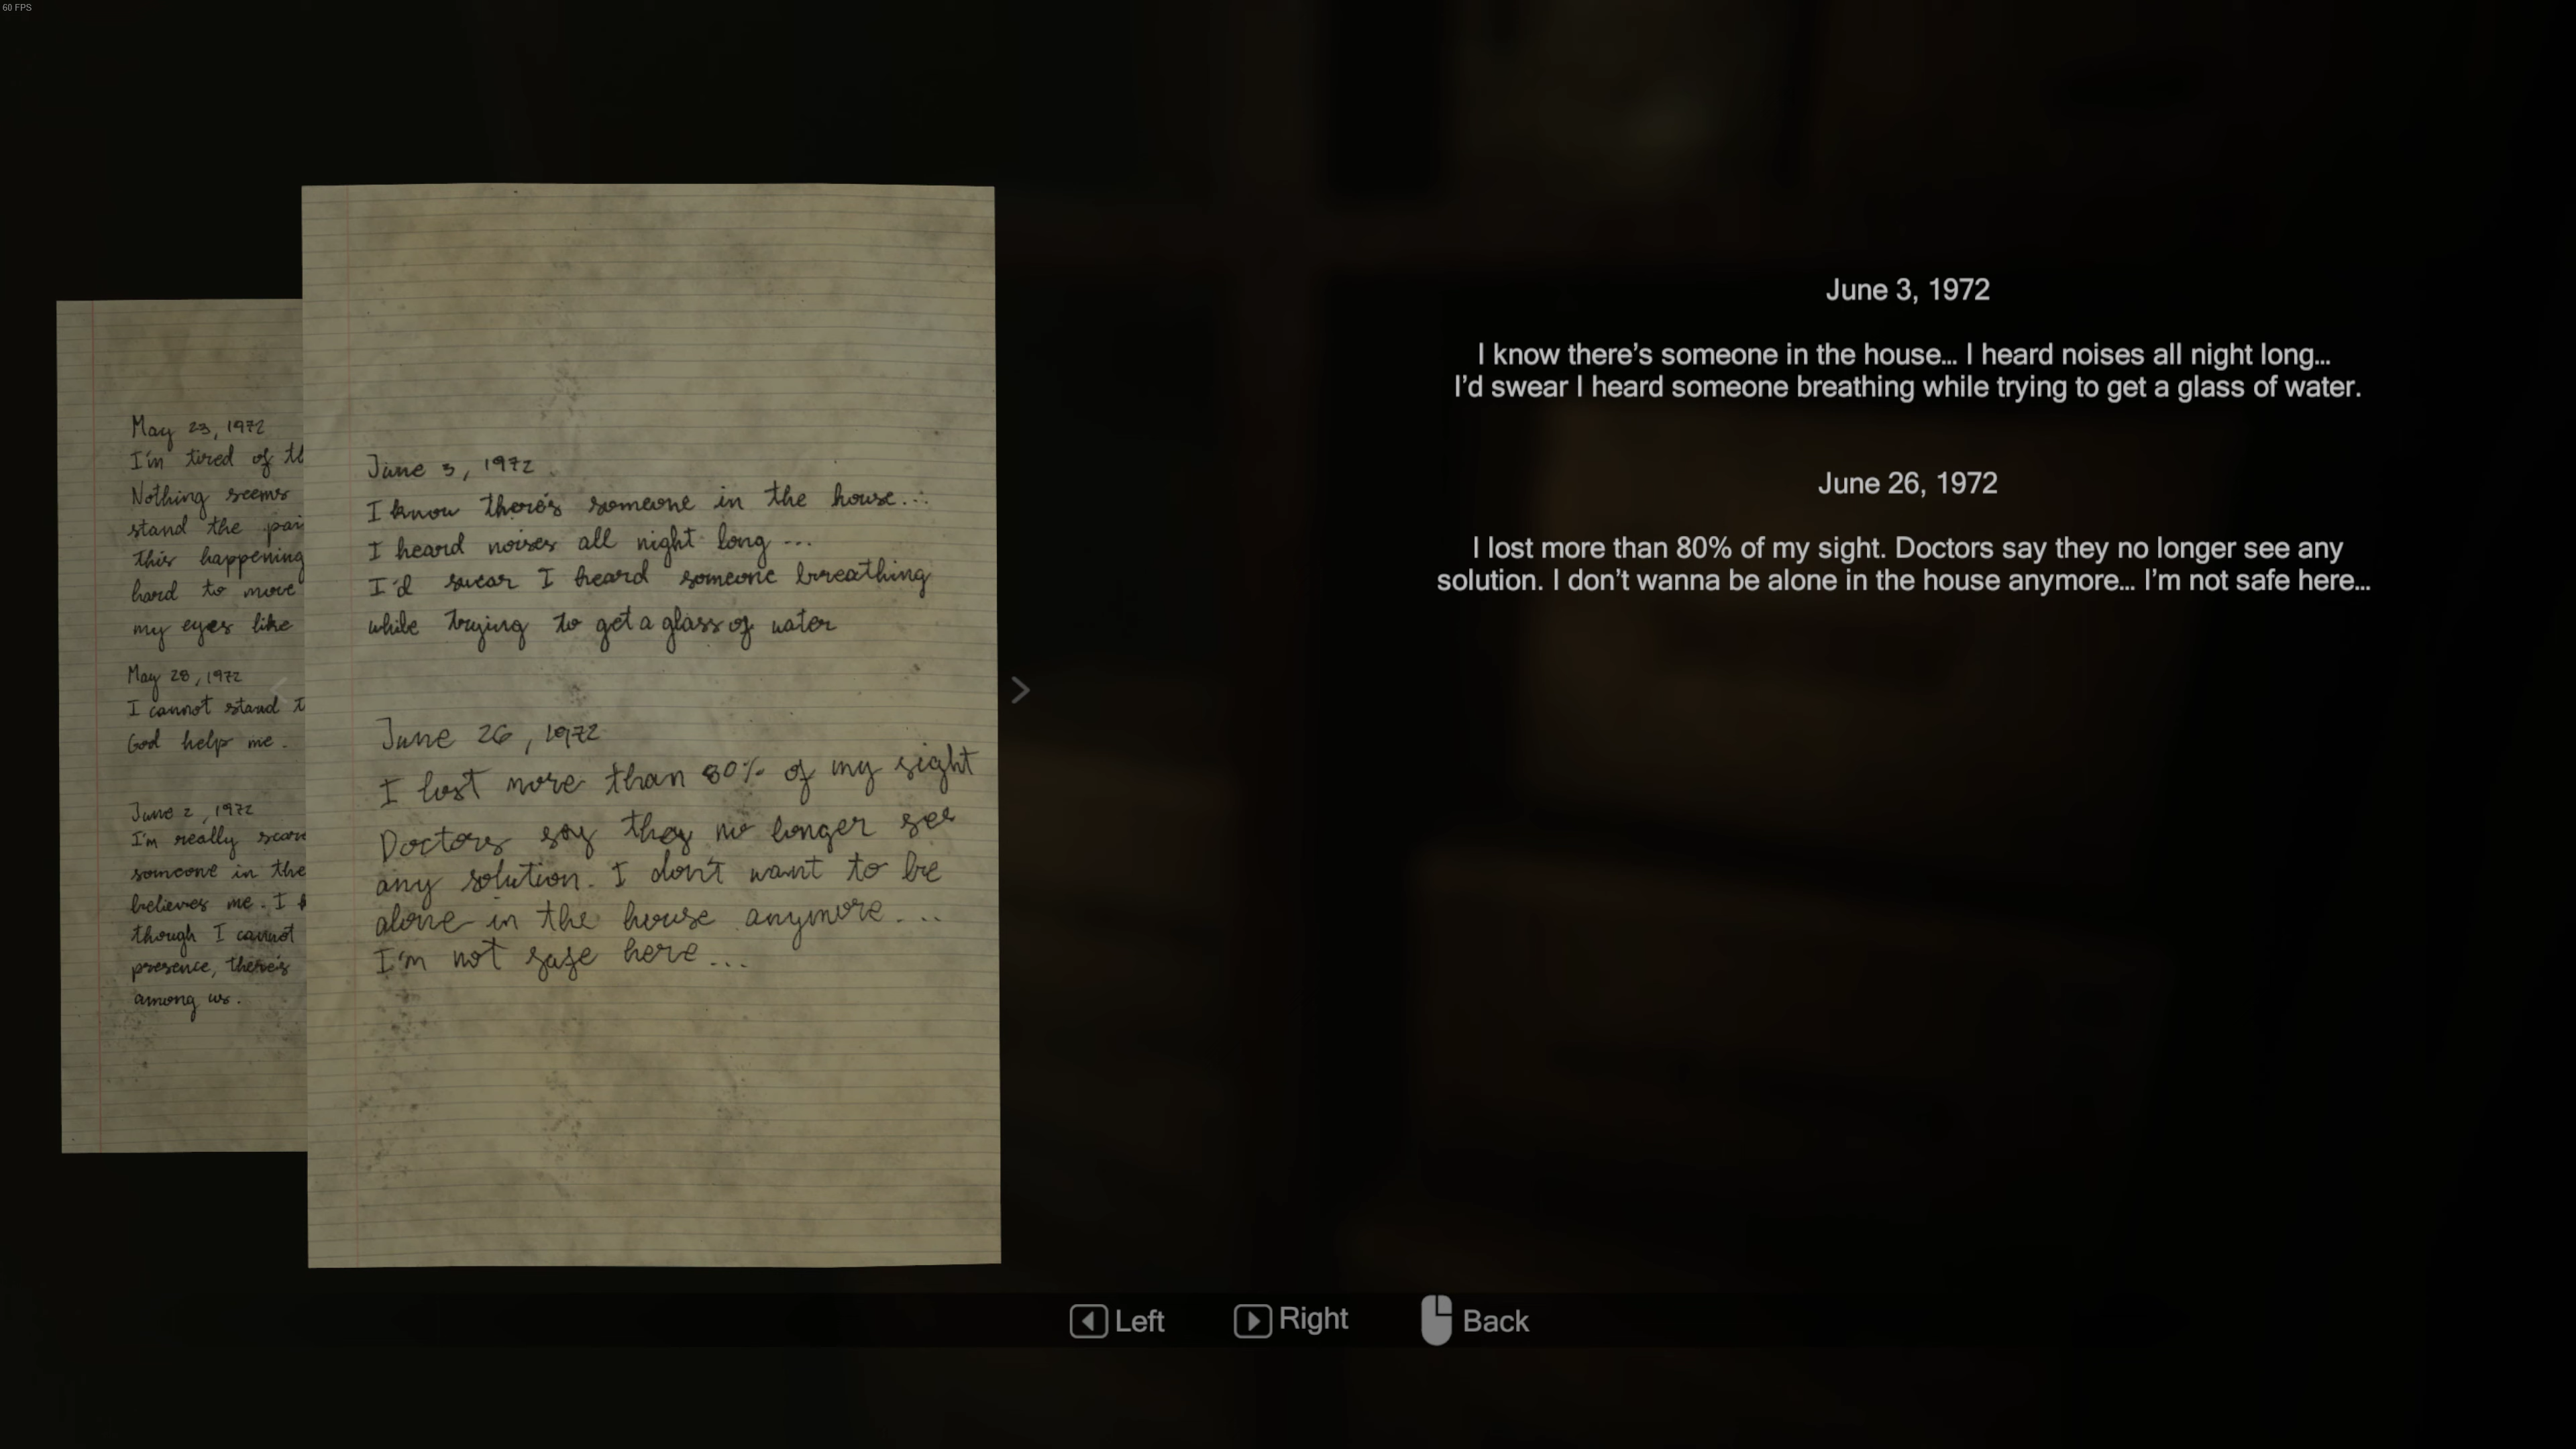 60 FPS
May 23, 1972
I'm tired of
Nothing seems
stand the
this happening
hard to move
my eyes like
May 28, 1972
I cannot stand
God help me.
June 2, 1972
I'm really
someone in the
believes me. I
though I cannot
presence, there's
among us.
June 3, 1972
I know there's someone in the house...
I heard noises all night long ...
I'd swear I heard someone breathing
while trying to get a glass of water
June 26, 1972
I lost more than 80% of my sight
Doctors say they no longer see
any solution. I don't want to be
alone in the house anymore...
I'm not safe here...
June 3, 1972
I know there’s someone in the house... I heard noises all night long...
I’d swear I heard someone breathing while trying to get a glass of water.
June 26, 1972
I lost more than 80% of my sight. Doctors say they no longer see any
solution. I don’t wanna be alone in the house anymore... I’m not safe here...
Left Right Back